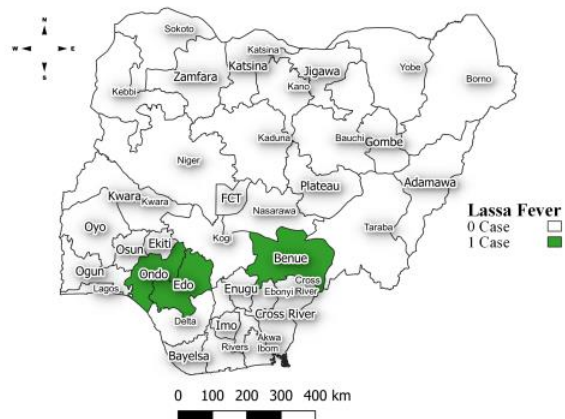 N
W E
S
Sokoto
Katsina
Katsina
Jigawa
Yobe
Borno
Zamfara
Kebbi
Kano
Kaduna
Bauchi
Gombe
Niger
Adamawa
Plateau
Kwara
Kwara
FCT
Nasarawa
Taraba
Oyo
Kogi
Osun
Ekiti
Benue
Ogun
Ondo
Edo
Lagos
Enugu
Ebonyi
Cross
River
Delta
Imo
Cross River
Bayelsa
Rivers
Akwa
Ibom
Lassa Fever
0 Case
1 Case
0 100 200 300 400 km